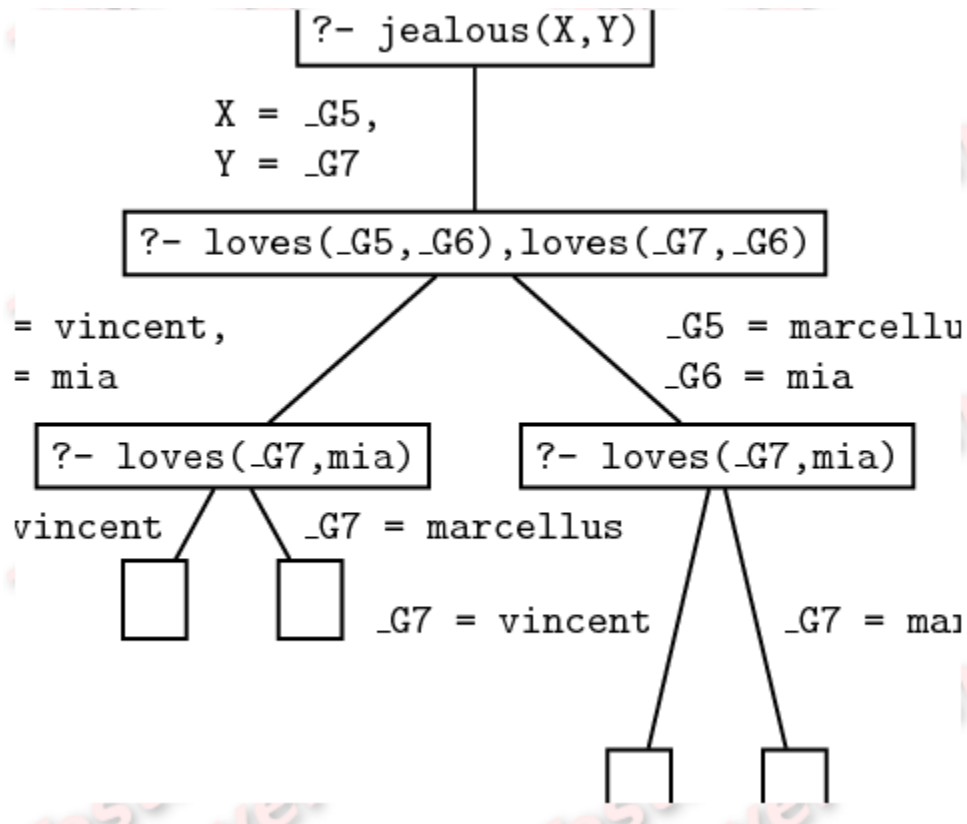 ?- jealous(X,Y)
X = _G5,
Y = _G7
?- loves(_G5,_G6),loves(_G7,_G6)
= vincent,
= mia
_G5 = marcellu
_G6 = mia
?- loves(_G7,mia)
?- loves(_G7,mia)
vincent
_G7 = marcellus
_G7 = vincent
_G7 =